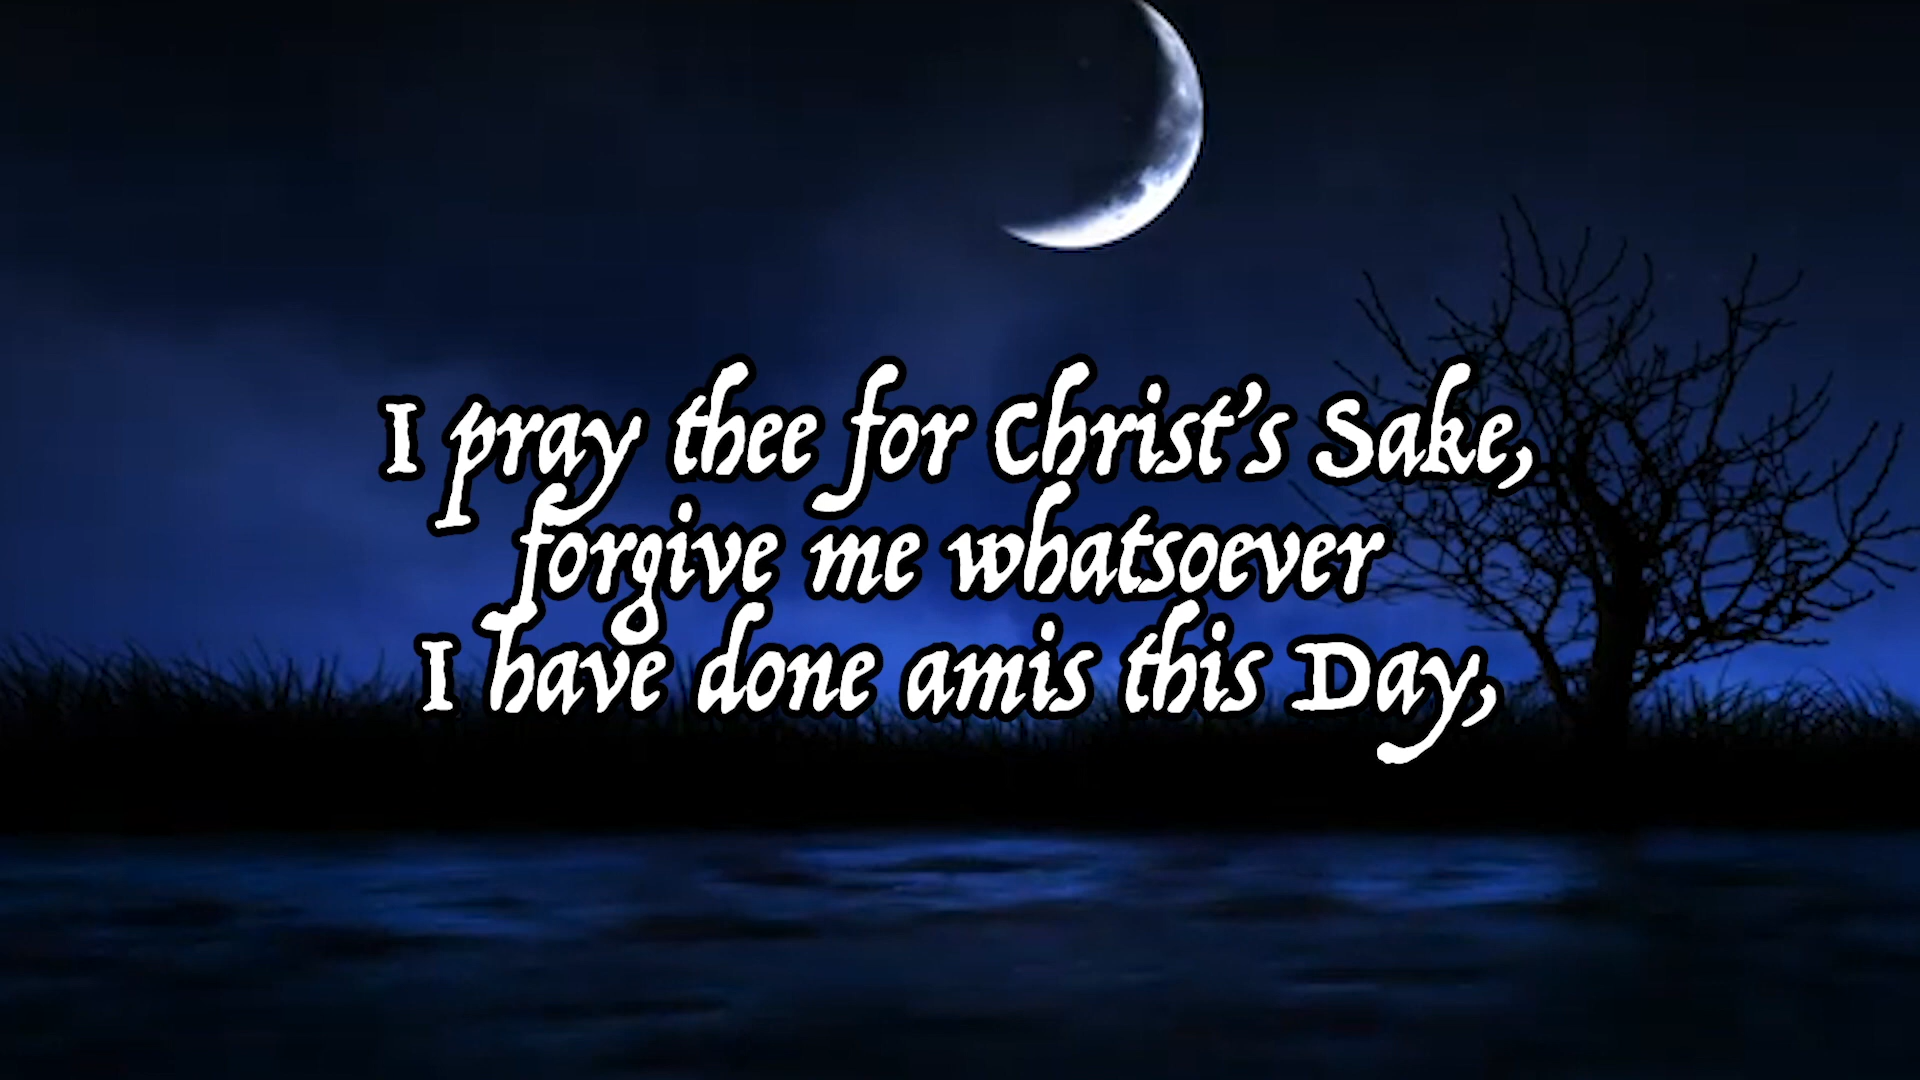 I pray thee for Christ's Sake,
forgive me whatsoever
I have done amis this Day,